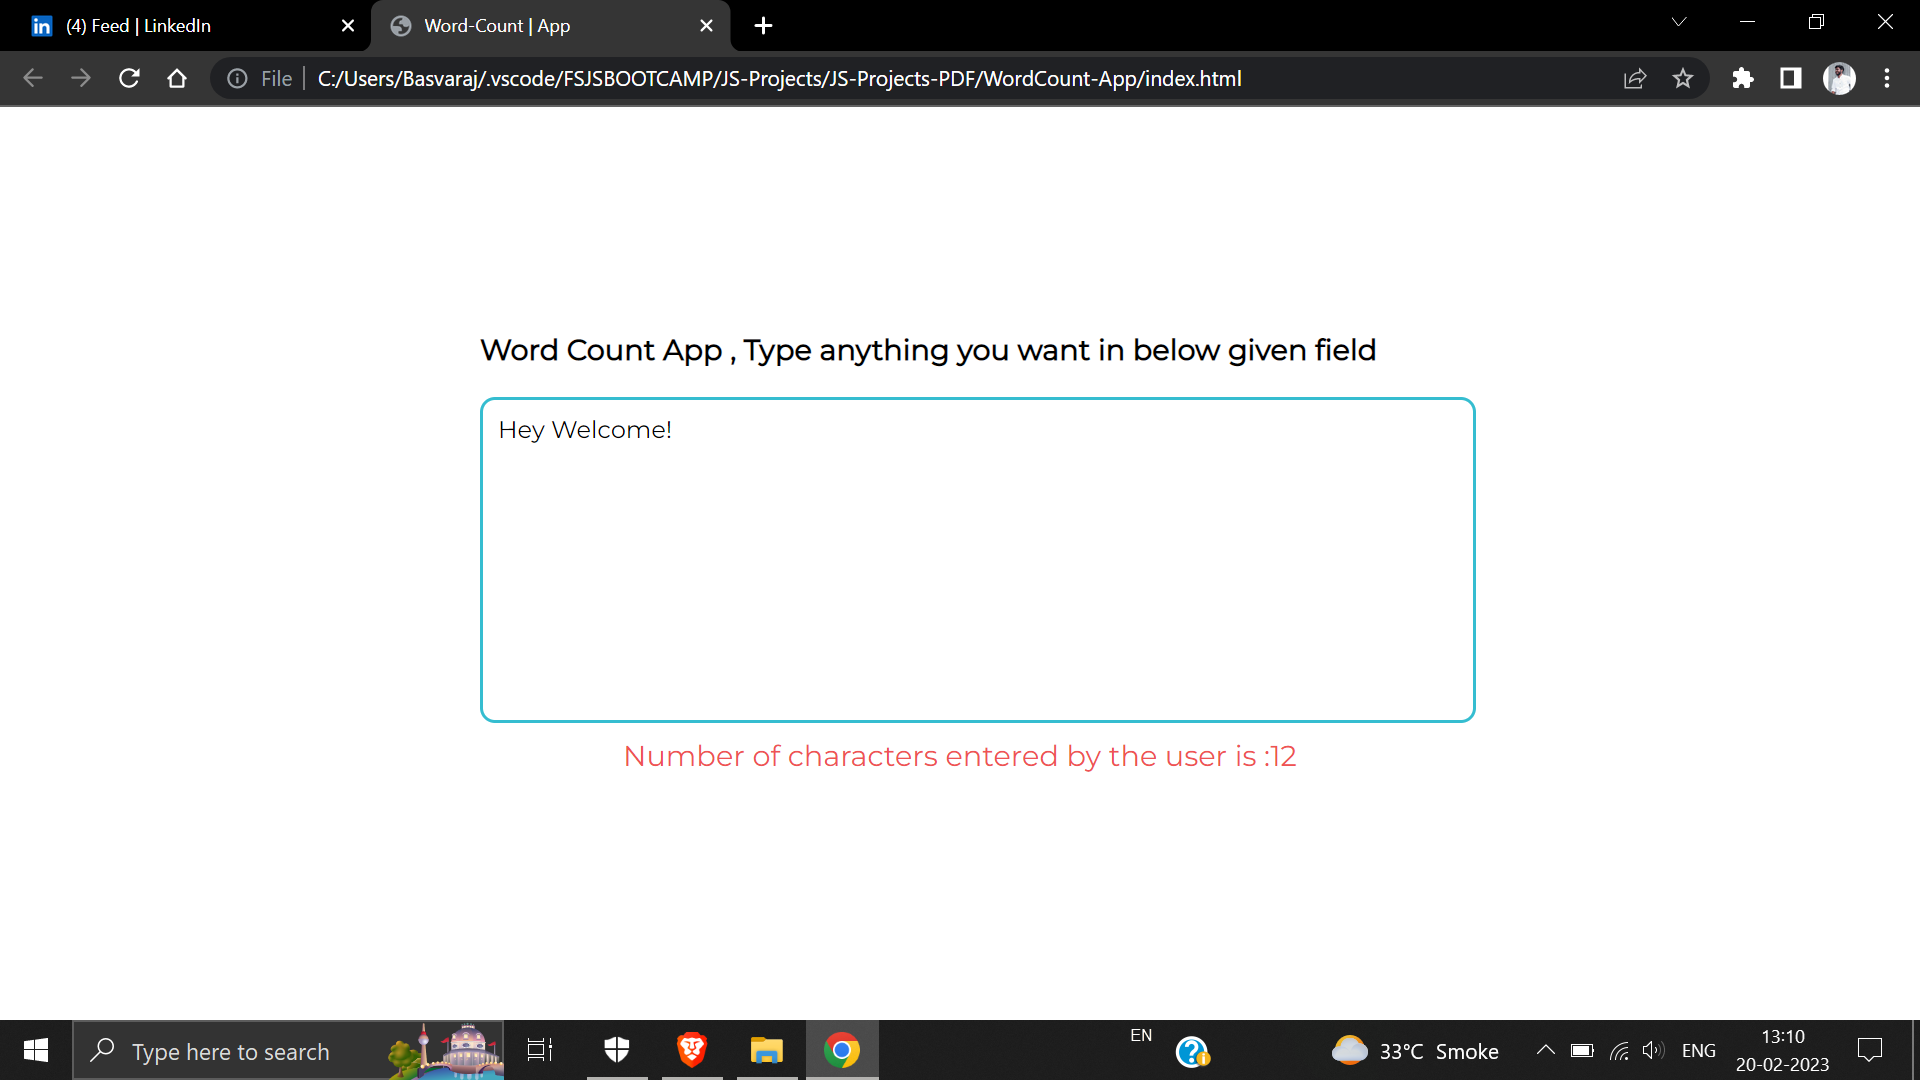 (4) Feed | LinkedIn
Word-Count | App
File
C:/Users/Basvaraj/.vscode/FSJSBOOTCAMP/JS-Projects/JS-Projects-PDF/WordCount-App/index.html
Word Count App , Type anything you want in below given field
Hey Welcome!
Number of characters entered by the user is :12
Type here to search
EN
33°C Smoke
ENG
13:10
20-02-2023